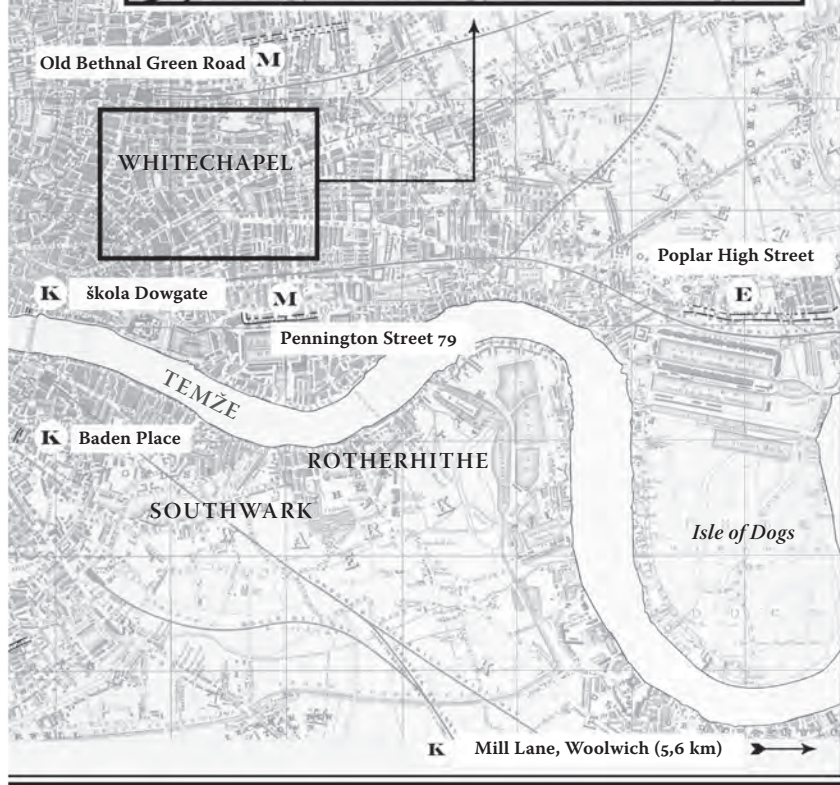 Old Bethnal Green Road M
WHITECHAPEL
Poplar High Street
K škola Dowgate
M
E
Pennington Street 79
TEMŽE
K Baden Place
ROTHERHITHE
SOUTHWARK
Isle of Dogs
K Mill Lane, Woolwich (5,6 km)